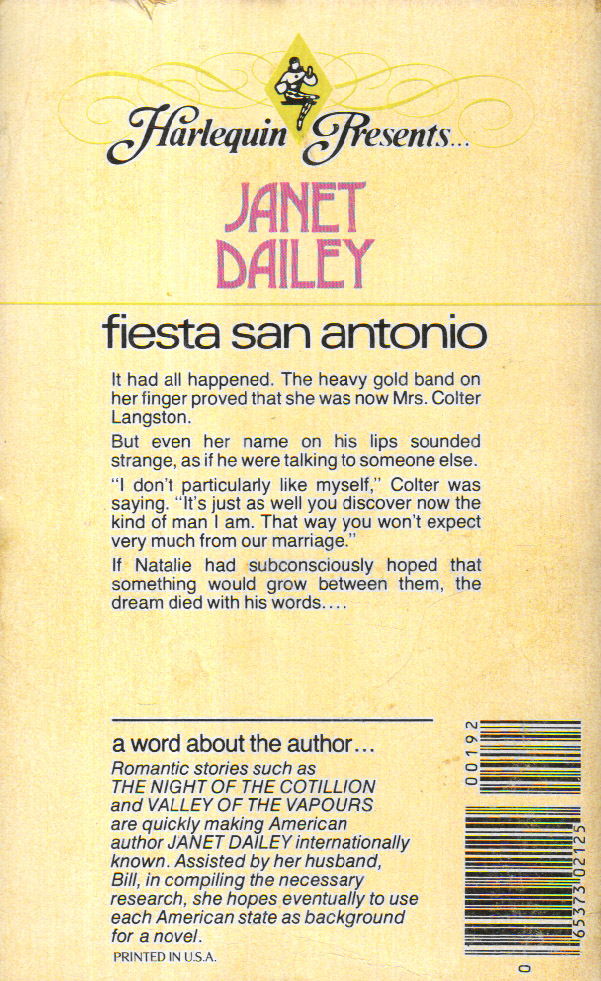 Harlequin Presents...
JANET
DAILEY
fiesta san antonio
It had all happened. The heavy gold band on
her finger proved that she was now Mrs. Colter
Langston.
But even her name on his lips sounded
strange, as if he were talking to someone else.
“I don't particularly like myself,” Colter was
saying. “It's just as well you discover now the
kind of man I am. That way you won't expect
very much from our marriage.”
If Natalie had subconsciously hoped that
something would grow between them, the
dream died with his words....
a word about the author...
Romantic stories such as
THE NIGHT OF THE COTILLION
and VALLEY OF THE VAPOURS
are quickly making American
author JANET DAILEY internationally
known. Assisted by her husband,
Bill, in compiling the necessary
research, she hopes eventually to use
each American state as background
for a novel.
PRINTED IN U.S.A.
00192
0 65373 02125